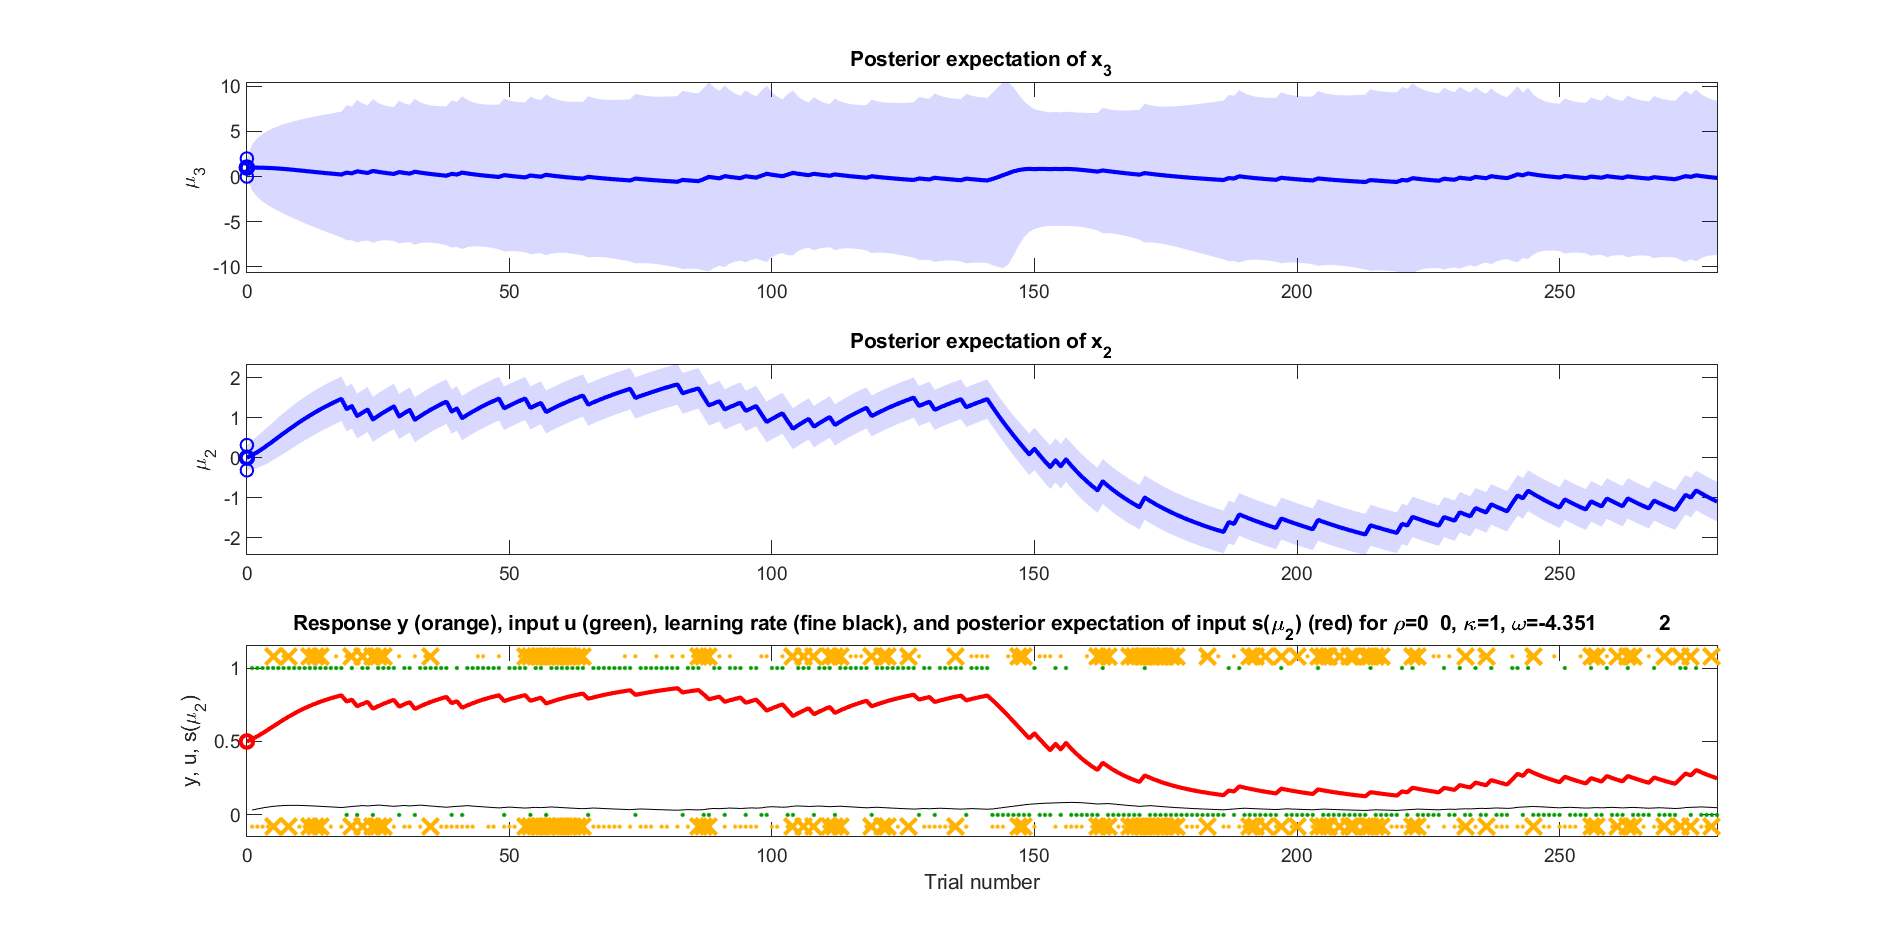 Posterior expectation of x3
10
5
0
-5
-10
μ3
0 50 100 150 200 250
Posterior expectation of x2
2
1
0
-1
-2
μ2
0 50 100 150 200 250
Response y (orange), input u (green), learning rate (fine black), and posterior expectation of input s(μ2) (red) for ρ=0 0, κ=1, ω=-4.351 2
1
0.5
0
y, u, s(μ2)
0 50 100 150 200 250
Trial number